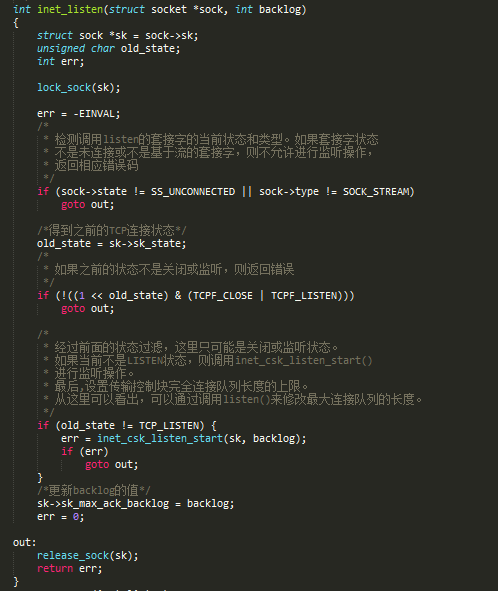 int inet_listen(struct socket *sock, int backlog)
{
    struct sock *sk = sock->sk;
    unsigned char old_state;
    int err;

    lock_sock(sk);

    err = -EINVAL;
    /*
     * 检测调用listen的套接字的当前状态和类型。如果套接字状态
     * 不是未连接或不是基于流的套接字，则不允许进行监听操作，
     * 返回相应错误码
     */
    if (sock->state != SS_UNCONNECTED || sock->type != SOCK_STREAM)
        goto out;

    /*得到之前的TCP连接状态*/
    old_state = sk->sk_state;
    /*
     * 如果之前的状态不是关闭或监听，则返回错误
     */
    if (!((1 << old_state) & (TCPF_CLOSE | TCPF_LISTEN)))
        goto out;

    /*
     * 经过前面的状态过滤，这里只可能是关闭或监听状态。
     * 如果当前不是LISTEN状态，则调用inet_csk_listen_start()
     * 进行监听操作。
     * 最后,设置传输控制块完全连接队列长度的上限。
     * 从这里可以看出，可以通过调用listen()来修改最大连接队列的长度。
     */
    if (old_state != TCP_LISTEN) {
        err = inet_csk_listen_start(sk, backlog);
        if (err)
            goto out;
    }
    /*更新backlog的值*/
    sk->sk_max_ack_backlog = backlog;
    err = 0;

out:
    release_sock(sk);
    return err;
}